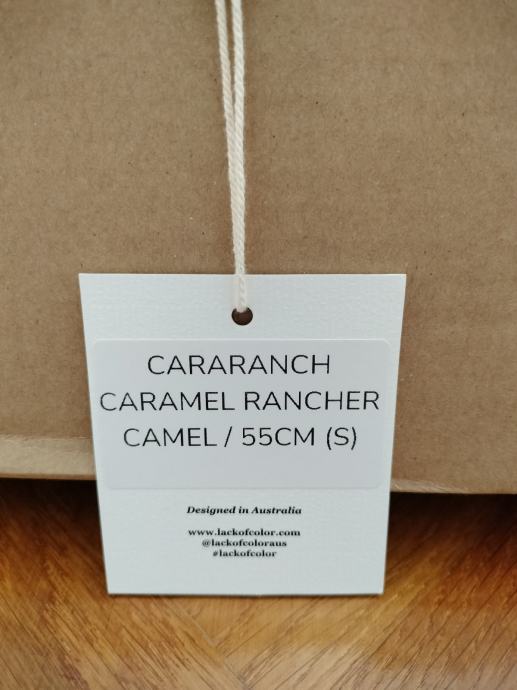 CARARANCH
CARAMEL RANCHER
CAMEL / 55CM (S)
Designed in Australia
www.lackofcolor.com
@lackofcoloraus
#lackofcolor